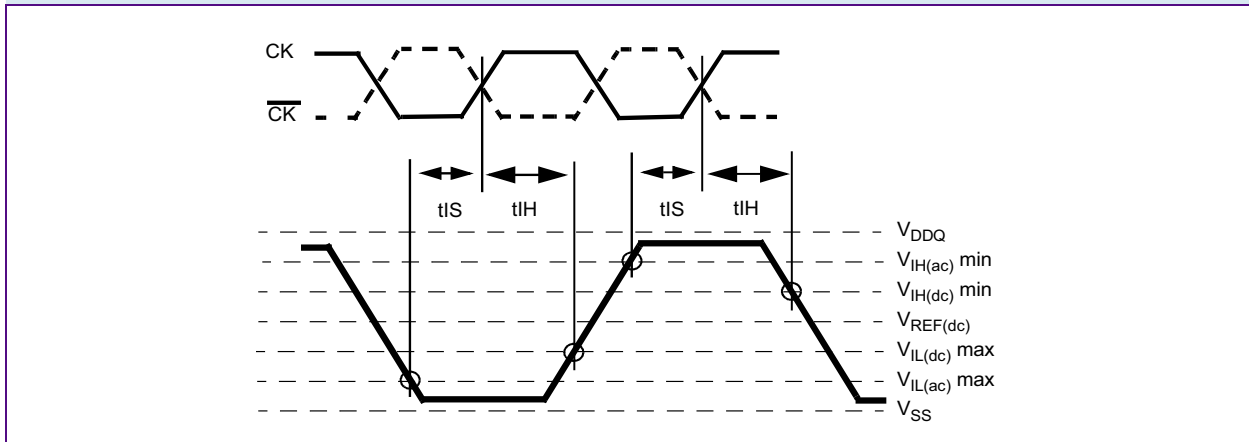 CK
CK
tIS tIH tIS tIH
VDDQ
VIH(ac) min
VIH(dc) min
VREF(dc)
VIL(dc) max
VIL(ac) max
VSS